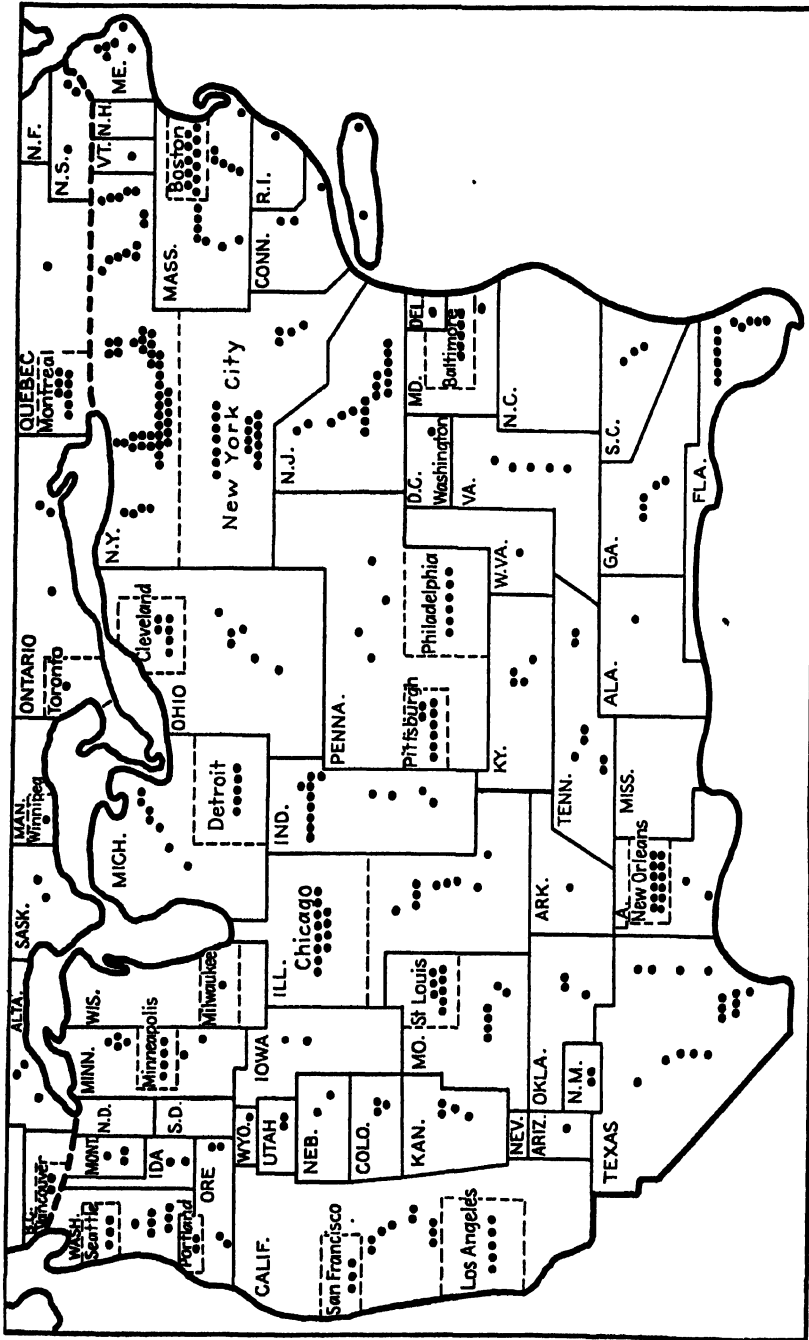 B.C.
Vancouver
ALTA.
SASK.
MAN.
Winnipeg
ONTARIO
Toronto
QUEBEC
Montreal
N.F.
N.S.
WASH.
Seattle
Portland
MONT.
IDA
ORE
N.D.
S.D.
WYO.
MINN.
Minneapolis
WIS.
Milwaukee
MICH.
Detroit
OHIO
Cleveland
N.Y.
New York City
VT.
N.H.
ME.
MASS.
Boston
CONN.
R.I.
CALIF.
San Francisco
Los Angeles
UTAH
NEB.
COLO.
KAN.
NEV.
ARIZ.
IOWA
MO.
St Louis
ILL.
Chicago
IND.
PENNA.
Pittsburgh
Philadelphia
N.J.
MD.
DEL.
Baltimore
D.C.
Washington
VA.
W.VA.
KY.
TENN.
N.C.
S.C.
GA.
FLA.
ALA.
MISS.
ARK.
New Orleans
OKLA.
N.M.
TEXAS